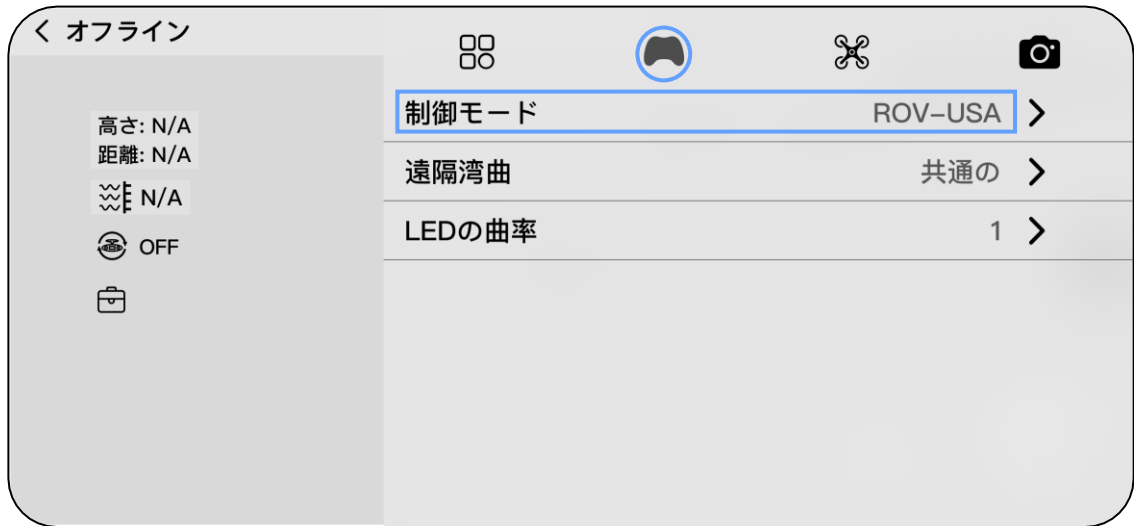 オフライン
高さ: N/A
距離: N/A
N/A
OFF
制御モード ROV-USA
遠隔湾曲 共通の
LEDの曲率 1